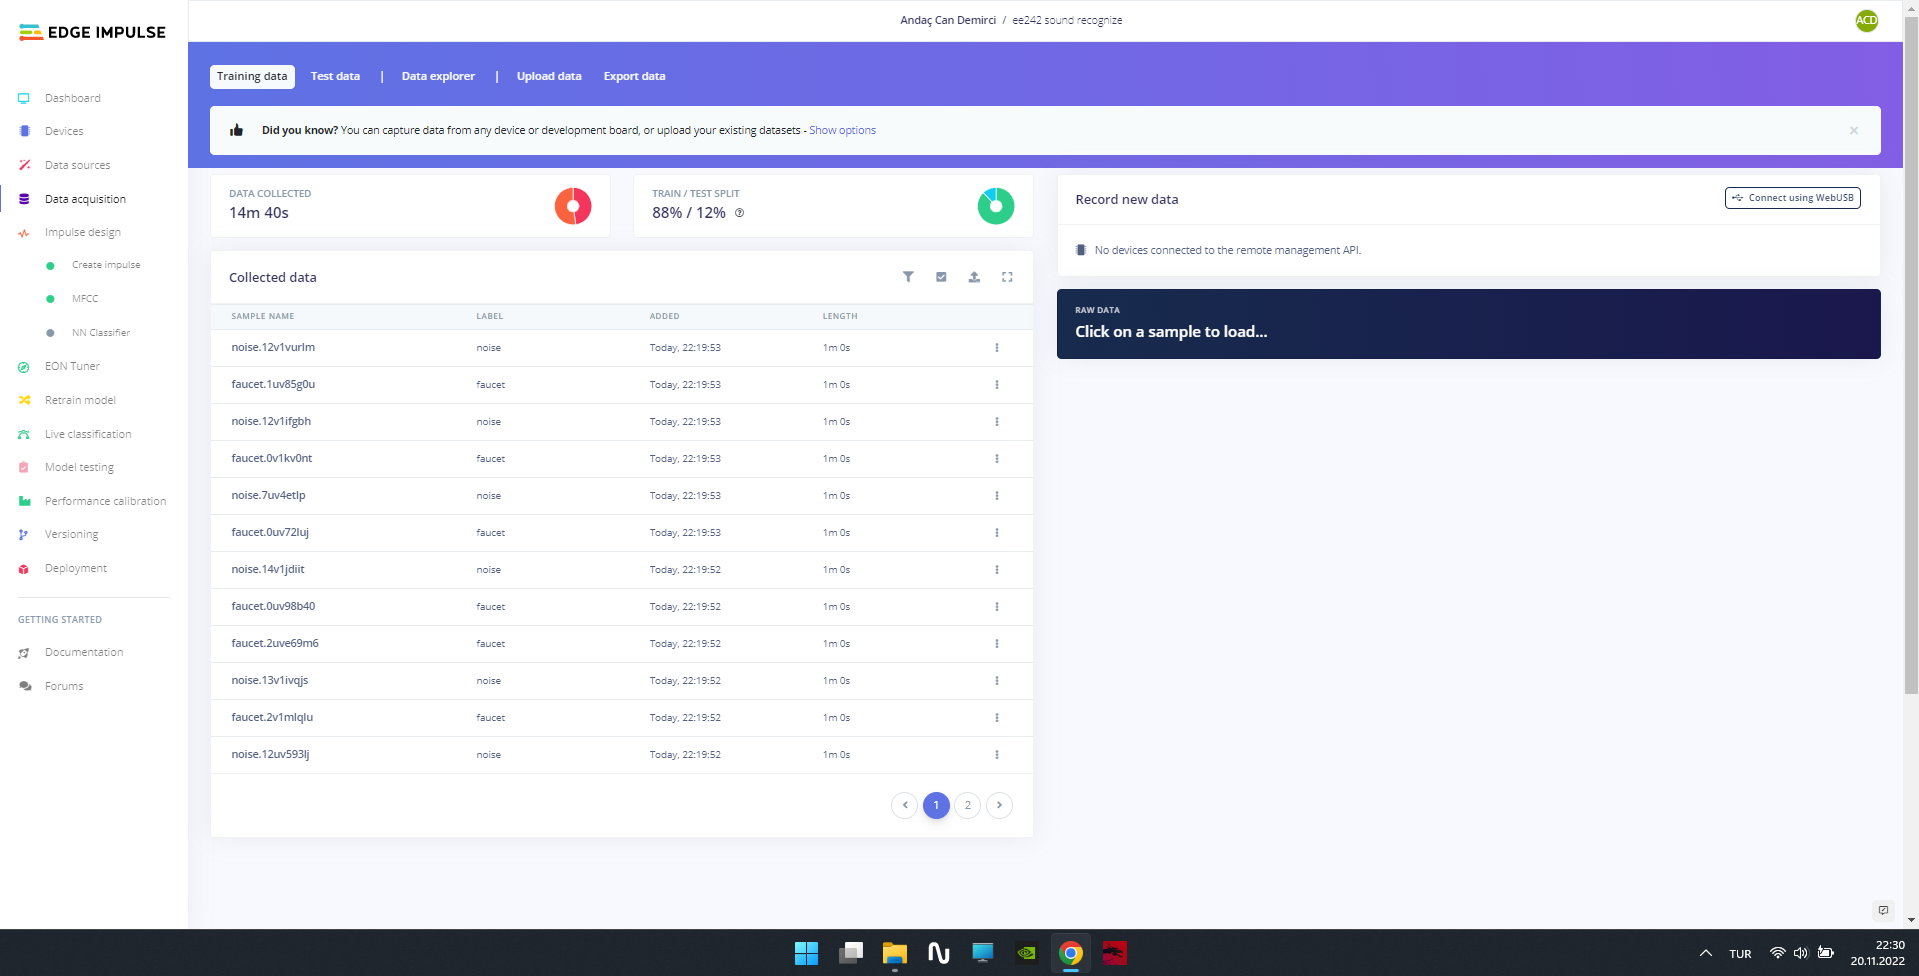 EDGE IMPULSE
Andaç Can Demirci / ee242 sound recognize
ACD
Dashboard
Devices
Data sources
Data acquisition
Impulse design
Create impulse
MFCC
NN Classifier
EON Tuner
Retrain model
Live classification
Model testing
Performance calibration
Versioning
Deployment
GETTING STARTED
Documentation
Forums
Training data Test data | Data explorer | Upload data Export data
Did you know? You can capture data from any device or development board, or upload your existing datasets - Show options ×
DATA COLLECTED
14m 40s
TRAIN / TEST SPLIT
88% / 12% ?
Collected data
SAMPLE NAME LABEL ADDED LENGTH
noise.12v1vurlm noise Today, 22:19:53 1m 0s
faucet.1uv85g0u faucet Today, 22:19:53 1m 0s
noise.12v1ifgbh noise Today, 22:19:53 1m 0s
faucet.0v1kv0nt faucet Today, 22:19:53 1m 0s
noise.7uv4etlp noise Today, 22:19:53 1m 0s
faucet.0uv72luj faucet Today, 22:19:53 1m 0s
noise.14v1jdiit noise Today, 22:19:52 1m 0s
faucet.0uv98b40 faucet Today, 22:19:52 1m 0s
faucet.2uve69m6 faucet Today, 22:19:52 1m 0s
noise.13v1ivqjs noise Today, 22:19:52 1m 0s
faucet.2v1mlqlu faucet Today, 22:19:52 1m 0s
noise.12uv593lj noise Today, 22:19:52 1m 0s
1 2
Record new data
Connect using WebUSB
No devices connected to the remote management API.
RAW DATA
Click on a sample to load...
TUR
22:30
20.11.2022